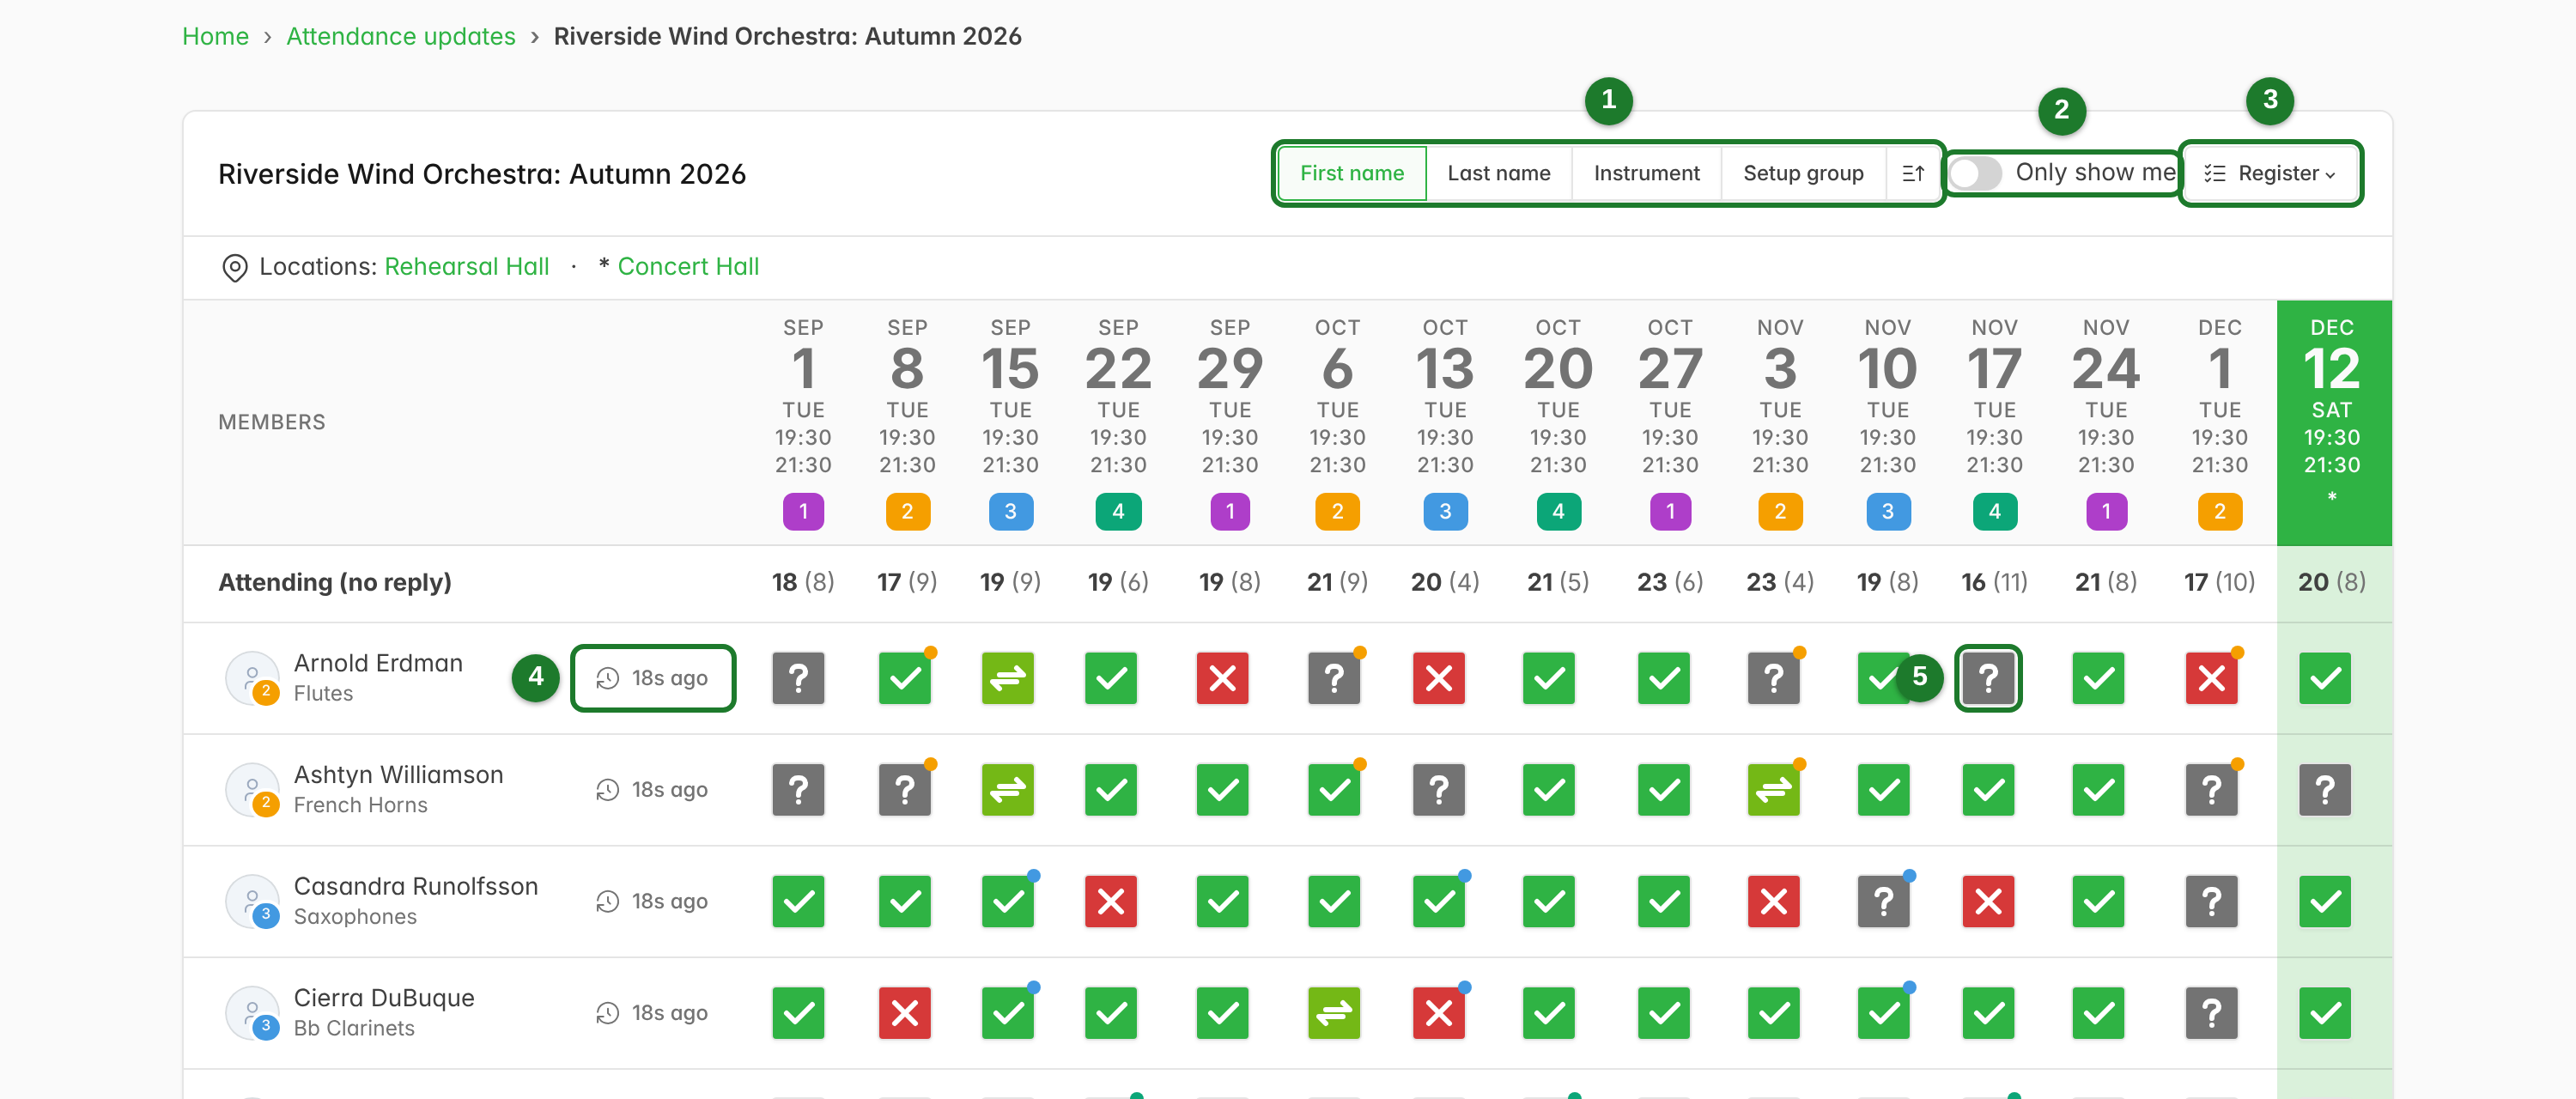 Home › Attendance updates › Riverside Wind Orchestra: Autumn 2026
1 2 3
Riverside Wind Orchestra: Autumn 2026
First name Last name Instrument Setup group Only show me Register
Locations: Rehearsal Hall · * Concert Hall
SEP SEP SEP SEP SEP OCT OCT OCT OCT NOV NOV NOV NOV DEC DEC
1 8 15 22 29 6 13 20 27 3 10 17 24 1 12
TUE TUE TUE TUE TUE TUE TUE TUE TUE TUE TUE TUE TUE TUE SAT
MEMBERS
19:30 19:30 19:30 19:30 19:30 19:30 19:30 19:30 19:30 19:30 19:30 19:30 19:30 19:30 19:30
21:30 21:30 21:30 21:30 21:30 21:30 21:30 21:30 21:30 21:30 21:30 21:30 21:30 21:30 21:30
1 2 3 4 1 2 3 4 1 2 3 4 1 2 *
Attending (no reply) 18 (8) 17 (9) 19 (9) 19 (6) 19 (8) 21 (9) 20 (4) 21 (5) 23 (6) 23 (4) 19 (8) 16 (11) 21 (8) 17 (10) 20 (8)
Arnold Erdman
2 Flutes 4 18s ago ? ? ? 5 ?
Ashtyn Williamson
2 French Horns 18s ago ? ? ? ? ?
Casandra Runolfsson
3 Saxophones 18s ago ? ?
Cierra DuBuque
3 Bb Clarinets 18s ago ?